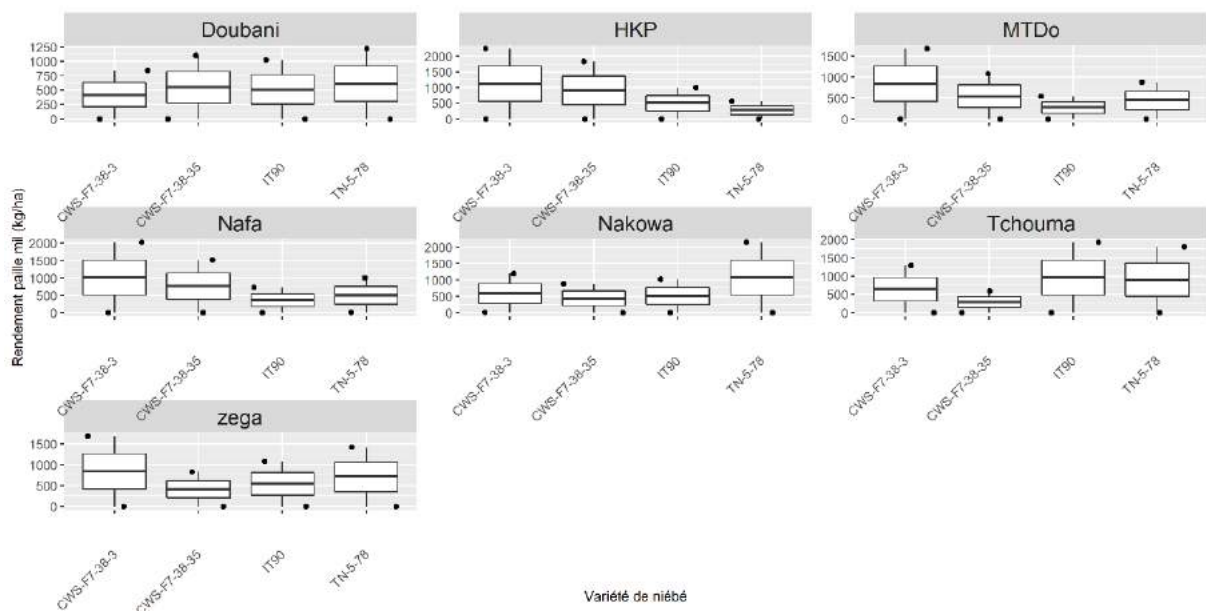 Doubani
HKP
MTDo
1250
1000
750
500
250
0
2000
1500
1000
500
0
1500
1000
500
0
CWS-F7-38-3
CWS-F7-38-35
IT90
TN-5-78
CWS-F7-38-3
CWS-F7-38-35
IT90
TN-5-78
CWS-F7-38-3
CWS-F7-38-35
IT90
TN-5-78
Rendement paille mil (kg/ha)
Nafa
Nakowa
Tchouma
2000
1500
1000
500
0
2000
1500
1000
500
0
2000
1500
1000
500
0
CWS-F7-38-3
CWS-F7-38-35
IT90
TN-5-78
CWS-F7-38-3
CWS-F7-38-35
IT90
TN-5-78
CWS-F7-38-3
CWS-F7-38-35
IT90
TN-5-78
zega
1500
1000
500
0
CWS-F7-38-3
CWS-F7-38-35
IT90
TN-5-78
Variété de niébé